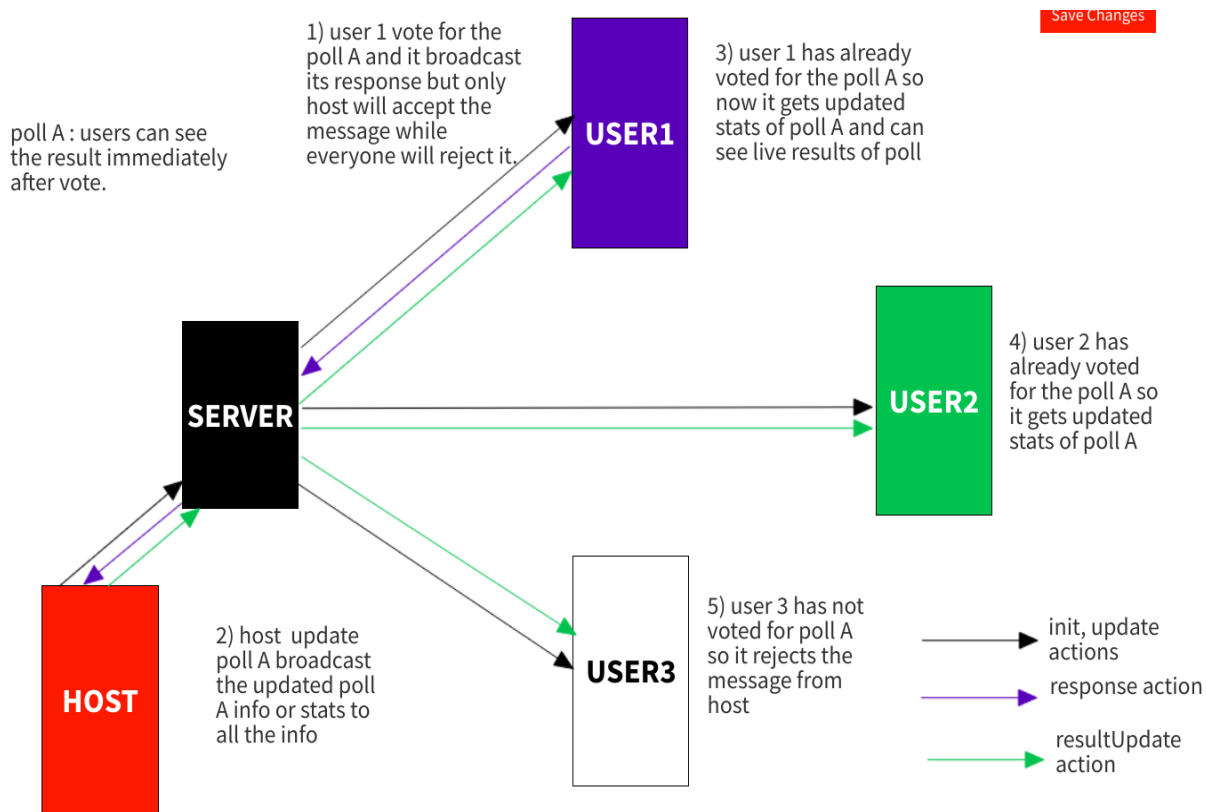 Save Changes
1) user 1 vote for the
poll A and it broadcast
its response but only
host will accept the
message while
everyone will reject it.
USER1
3) user 1 has already
voted for the poll A so
now it gets updated
stats of poll A and can
see live results of poll
poll A : users can see
the result immediately
after vote.
SERVER
USER2
4) user 2 has
already voted
for the poll A so
it gets updated
stats of poll A
HOST
2) host  update
poll A broadcast
the updated poll
A info or stats to
all the info
USER3
5) user 3 has not
voted for poll A
so it rejects the
message from
host
init, update
actions
response action
resultUpdate
action